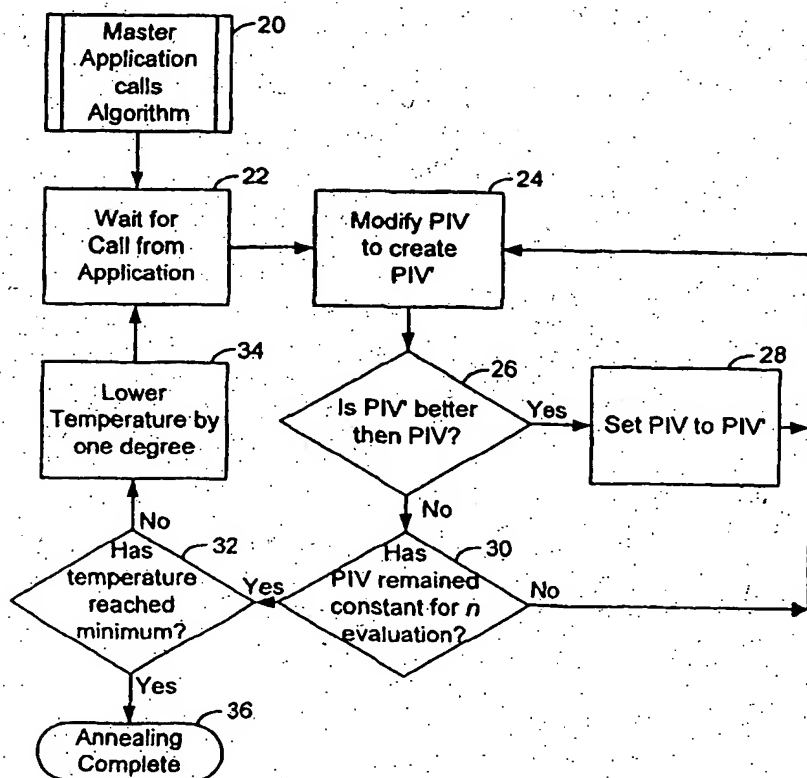 20
Master
Application
calls
Algorithm
22
Wait for
Call from
Application
24
Modify PIV
to create
PIV'
34
Lower
Temperature by
one degree
26
Is PIV' better
then PIV?
Yes
28
Set PIV to PIV'
No
No
32
Has
temperature
reached
minimum?
Yes
30
Has
PIV remained
constant for n
evaluation?
No
Yes
36
Annealing
Complete